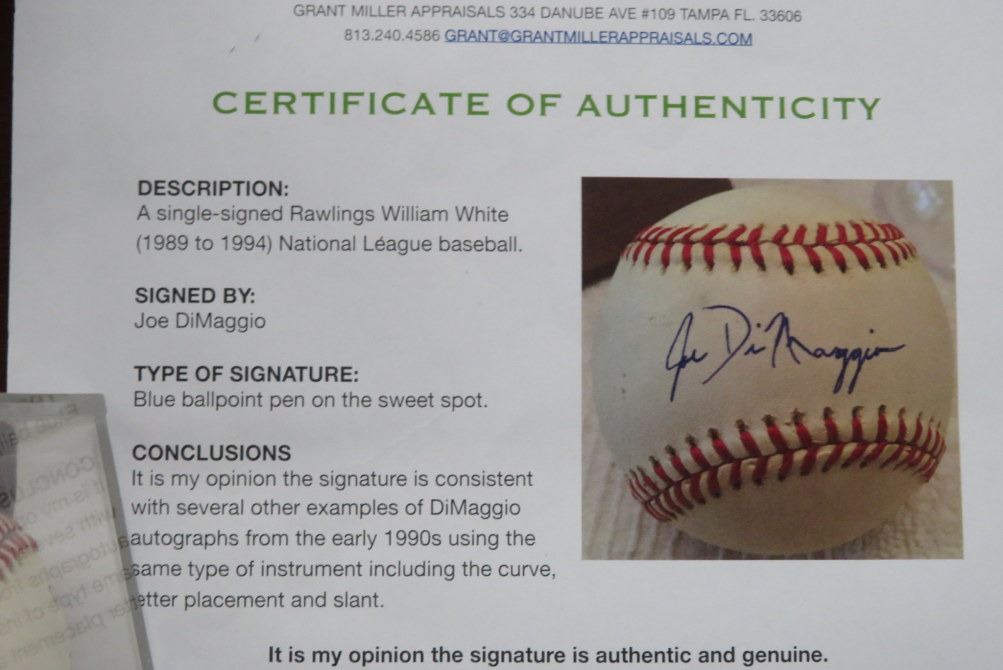 GRANT MILLER APPRAISALS 334 DANUBE AVE #109 TAMPA FL. 33606
813.240.4586 GRANT@GRANTMILLERAPPRAISALS.COM
CERTIFICATE OF AUTHENTICITY
DESCRIPTION:
A single-signed Rawlings William White
(1989 to 1994) National League baseball.
SIGNED BY:
Joe DiMaggio
TYPE OF SIGNATURE:
Blue ballpoint pen on the sweet spot.
CONCLUSIONS
It is my opinion the signature is consistent
with several other examples of DiMaggio
autographs from the early 1990s using the
same type of instrument including the curve,
etter placement and slant.
It is my opinion the signature is authentic and genuine.
Joe DiMaggio